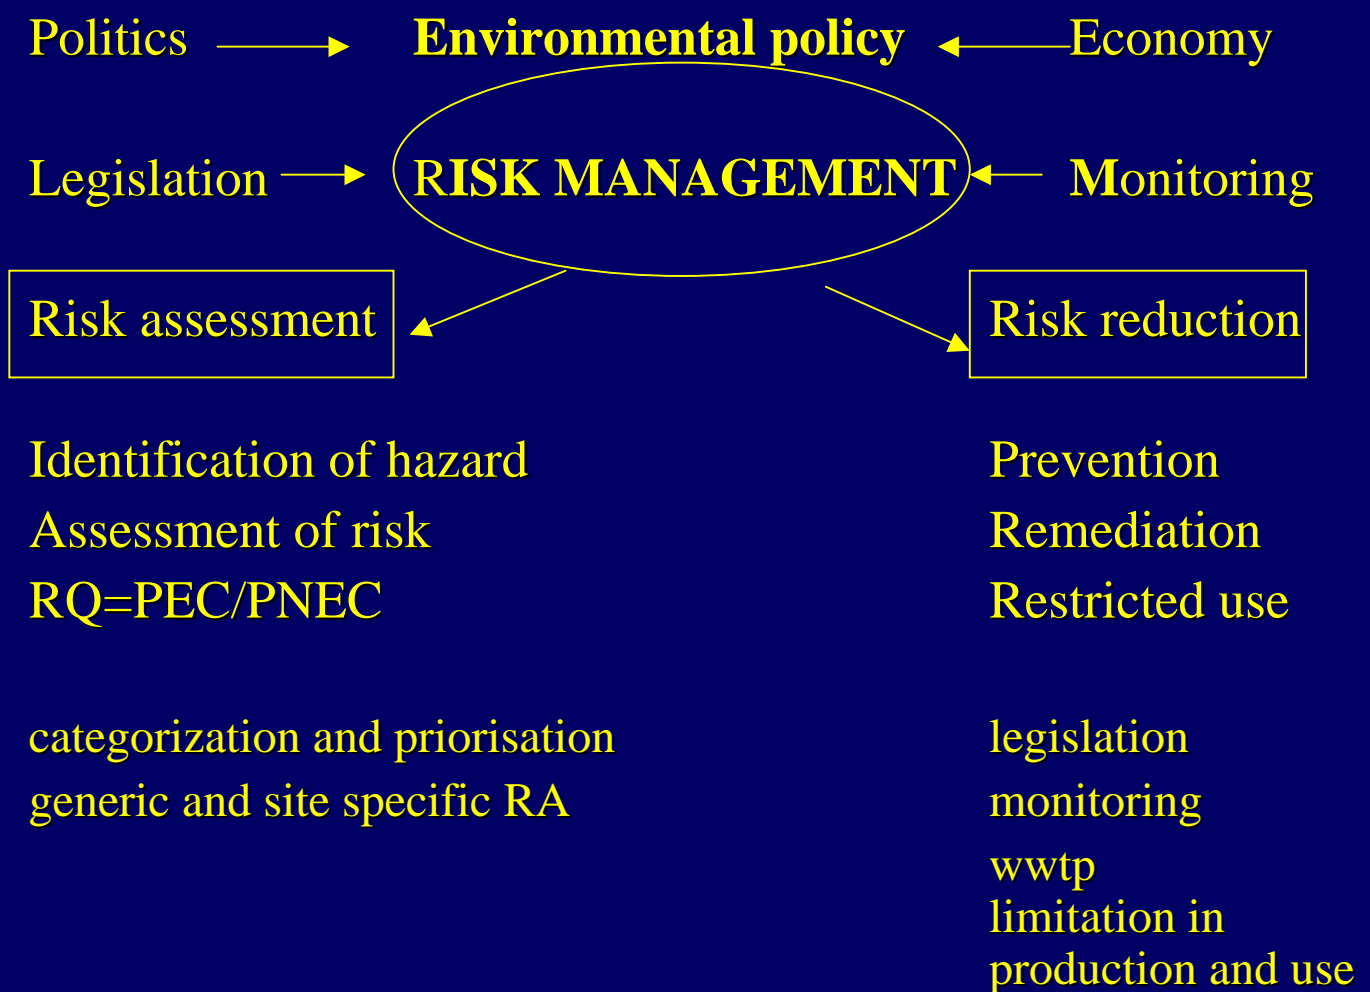 Politics Environmental policy Economy
Legislation RISK MANAGEMENT Monitoring
Risk assessment Risk reduction
Identification of hazard Prevention
Assessment of risk Remediation
RQ=PEC/PNEC Restricted use
categorization and priorisation legislation
generic and site specific RA monitoring
wwtp
limitation in
production and use